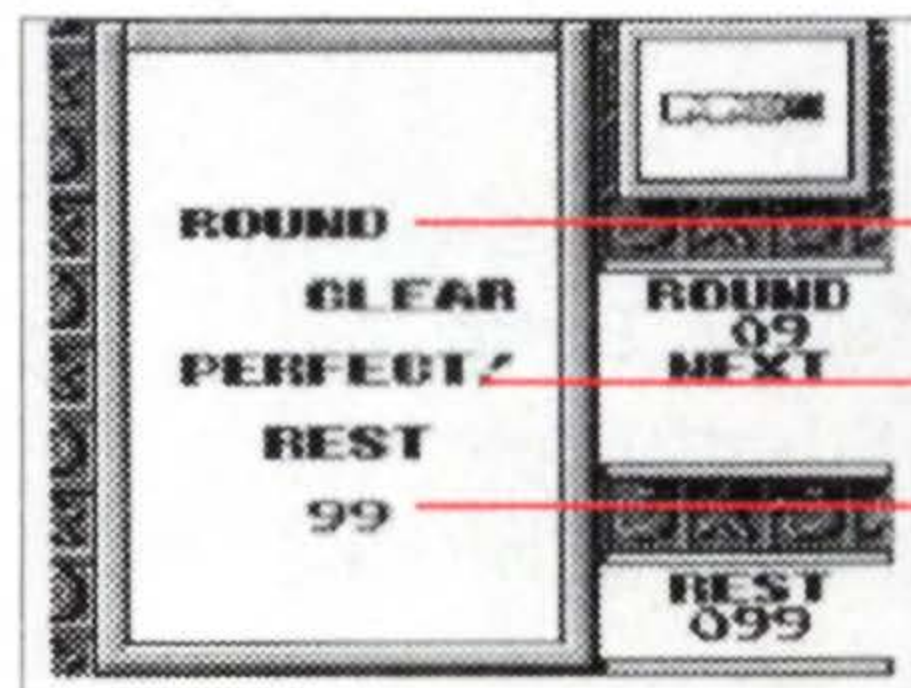 ROUND
CLEAR
PERFECT!
REST
99
ROUND
09
NEXT
REST
099